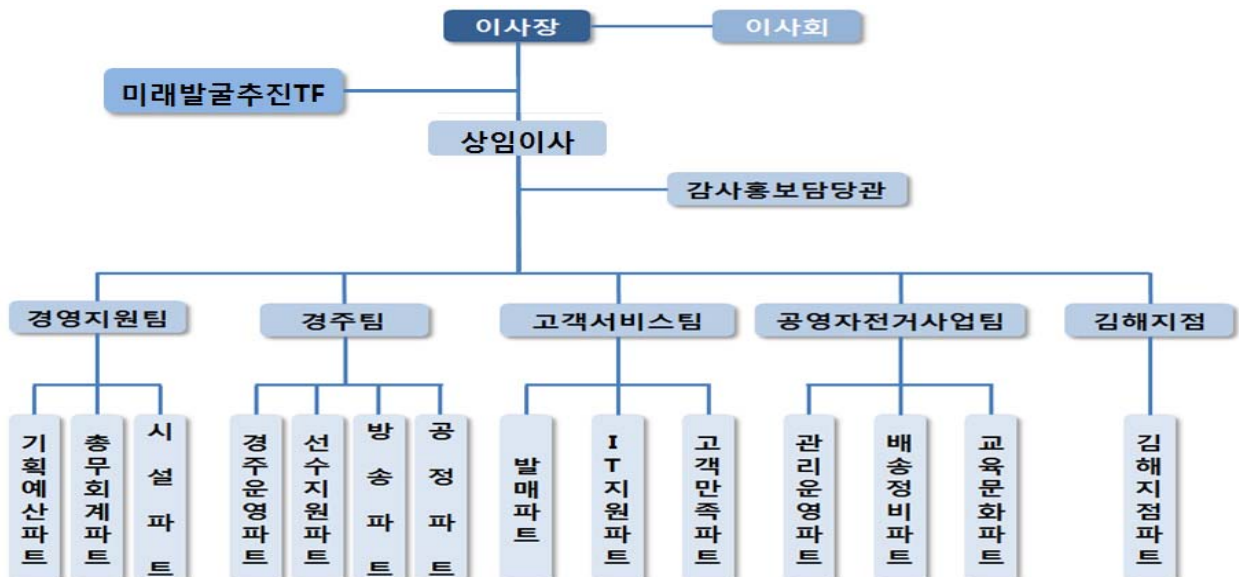 이사장
이사회
미래발굴추진TF
상임이사
감사홍보담당관
경영지원팀
경주팀
고객서비스팀
공영자전거사업팀
김해지점
기획예산파트
총무회계파트
시설파트
경주운영파트
선수지원파트
방송파트
공정파트
발매파트
IT지원파트
고객만족파트
관리운영파트
배송정비파트
교육문화파트
김해지점파트